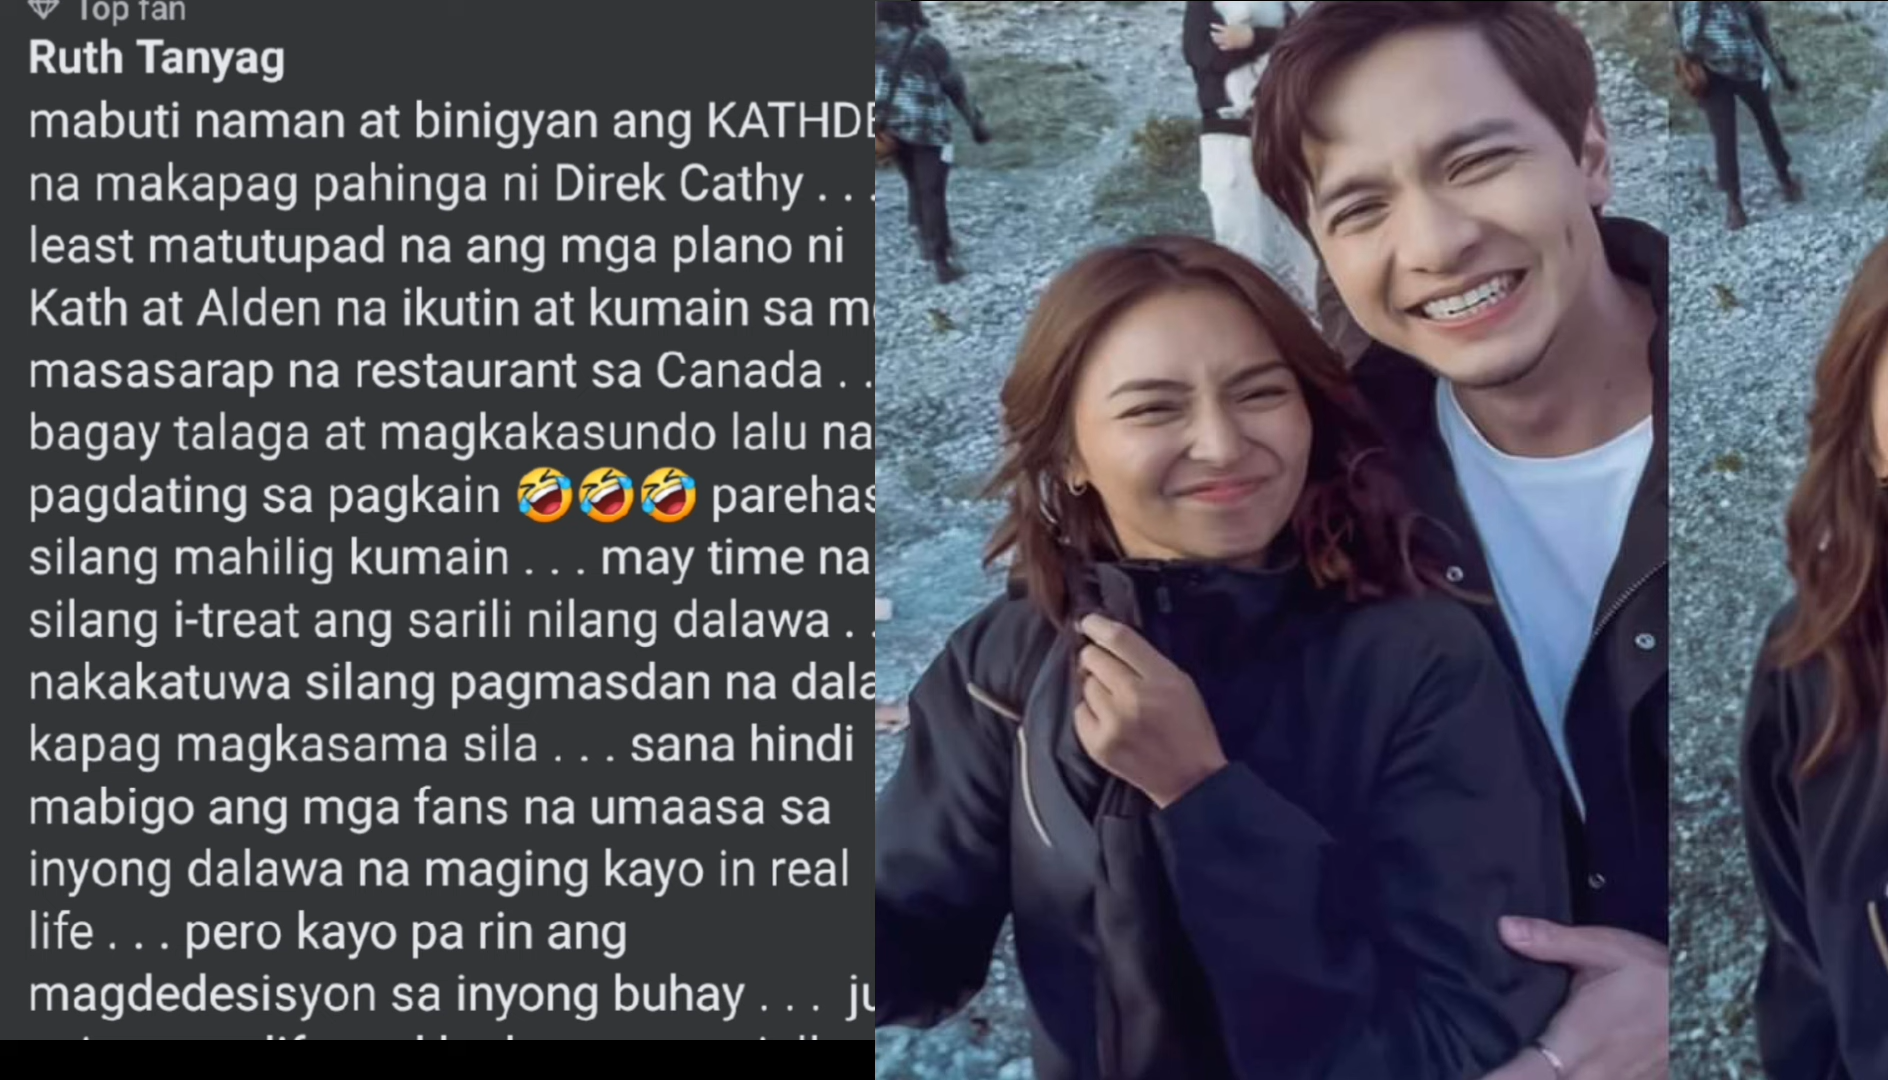 Top fan
Ruth Tanyag
mabuti naman at binigyan ang
na makapag pahinga ni Direk Cathy . . .
least matutupad na ang mga plano ni
Kath at Alden na ikutin at kumain sa
masasarap na restaurant sa Canada . .
bagay talaga at magkakasundo lalu na
pagdating sa pagkain 🤣🤣🤣 parehas
silang mahilig kumain . . . may time na
silang i-treat ang sarili nilang dalawa . .
nakakatuwa silang pagmasdan na
kapag magkasama sila . . . sana hindi
mabigo ang mga fans na umaasa sa
inyong dalawa na maging kayo in real
life . . . pero kayo pa rin ang
magdedesisyon sa inyong buhay . . .